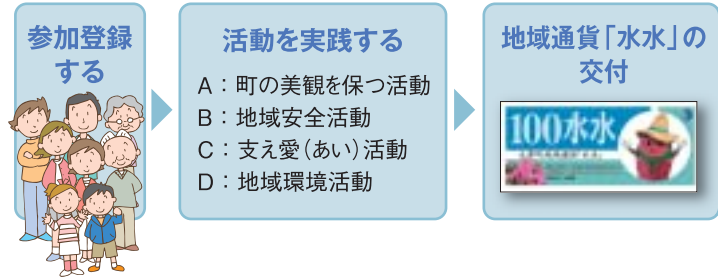 参加登録
する
活動を実践する
A：町の美観を保つ活動
B：地域安全活動
C：支え愛（あい）活動
D：地域環境活動
地域通貨「水水」の
交付
100水水